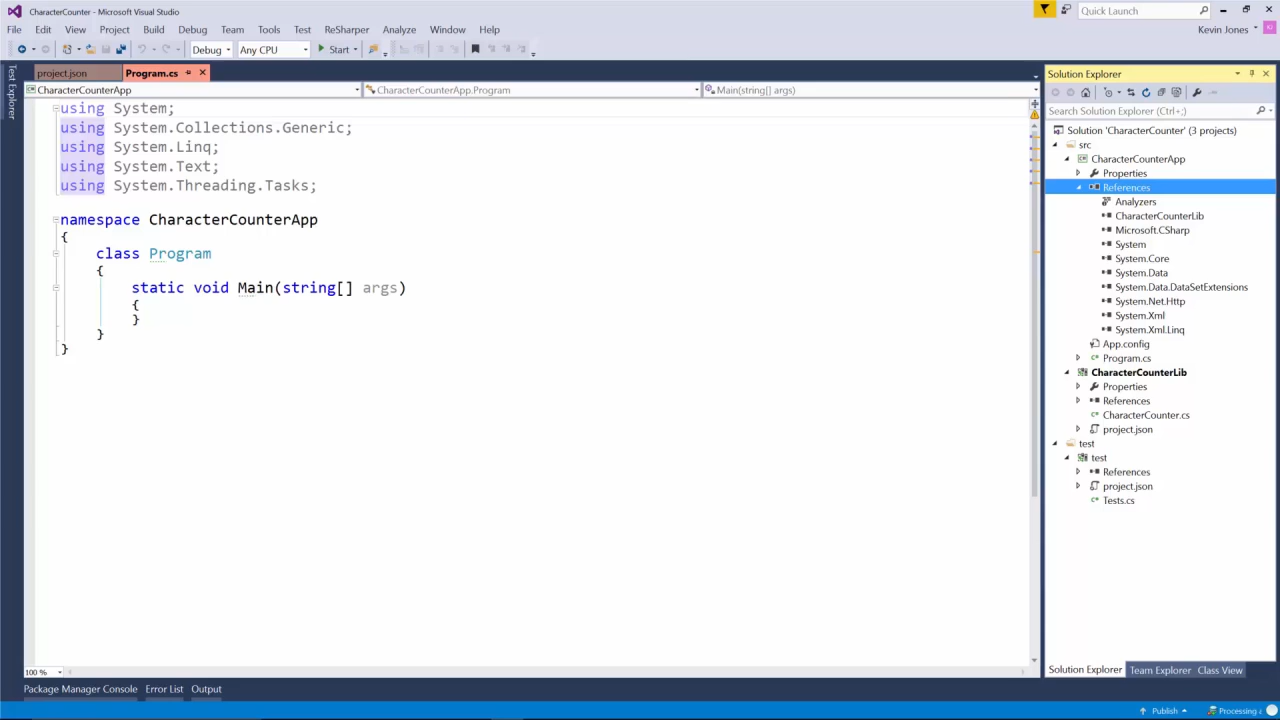 CharacterCounter - Microsoft Visual Studio
Quick Launch
File Edit View Project Build Debug Team Tools Test ReSharper Analyze Window Help
Kevin Jones
KJ
Debug Any CPU Start
Test Explorer
project.json Program.cs
CharacterCounterApp CharacterCounterApp.Program Main(string[] args)
using System;
using System.Collections.Generic;
using System.Linq;
using System.Text;
using System.Threading.Tasks;
namespace CharacterCounterApp
{
class Program
{
static void Main(string[] args)
{
}
}
}
100 %
Solution Explorer
Search Solution Explorer (Ctrl+;)
Solution 'CharacterCounter' (3 projects)
src
CharacterCounterApp
Properties
References
Analyzers
CharacterCounterLib
Microsoft.CSharp
System
System.Core
System.Data
System.Data.DataSetExtensions
System.Net.Http
System.Xml
System.Xml.Linq
App.config
Program.cs
CharacterCounterLib
Properties
References
CharacterCounter.cs
project.json
test
test
References
project.json
Tests.cs
Solution Explorer Team Explorer Class View
Package Manager Console Error List Output
Publish Processing